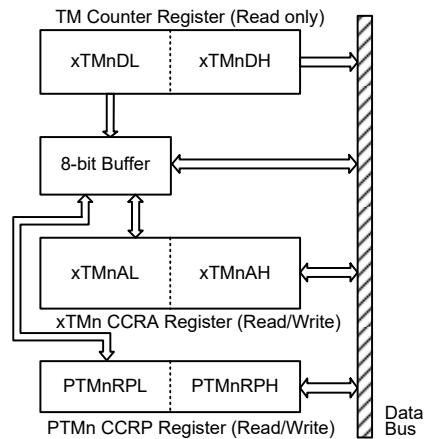 TM Counter Register (Read only)
xTMnDL xTMnDH
8-bit Buffer
xTMnAL xTMnAH
xTMn CCRA Register (Read/Write)
PTMnRPL PTMnRPH
PTMn CCRP Register (Read/Write)
Data
Bus